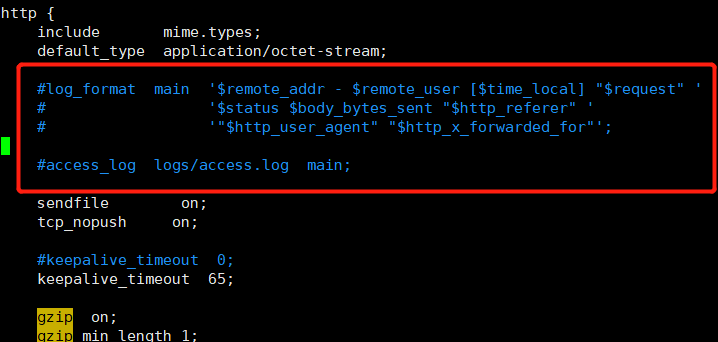 http {
    include       mime.types;
    default_type  application/octet-stream;
    #log_format  main  '$remote_addr - $remote_user [$time_local] "$request" '
    #                  '$status $body_bytes_sent "$http_referer" '
    #                  '"$http_user_agent" "$http_x_forwarded_for"';
    #access_log  logs/access.log  main;
    sendfile        on;
    tcp_nopush     on;
    #keepalive_timeout  0;
    keepalive_timeout  65;
    gzip  on;
    gzip_min_length 1;